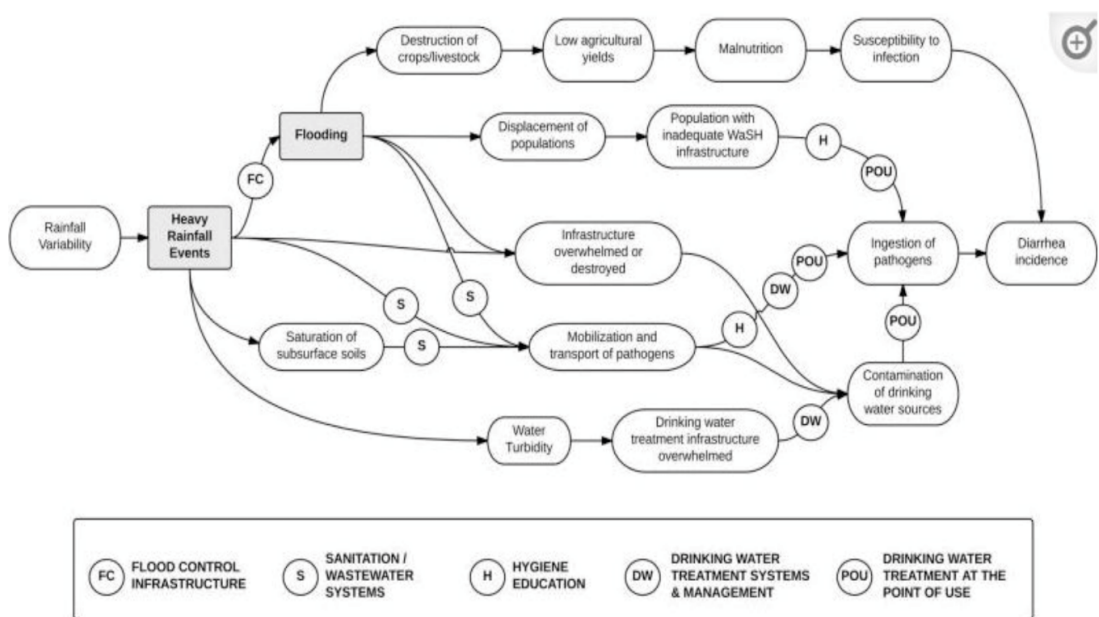 Destruction of
crops/livestock
Low agricultural
yields
Malnutrition
Susceptibility to
infection
Flooding
Displacement of
populations
Population with
inadequate WaSH
infrastructure
H
POU
FC
Rainfall
Variability
Heavy
Rainfall
Events
Infrastructure
overwhelmed or
destroyed
Ingestion of
pathogens
Diarrhea
incidence
POU
DW
S
S
H
POU
Saturation of
subsurface soils
S
Mobilization and
transport of pathogens
Contamination
of drinking
water sources
DW
Water
Turbidity
Drinking water
treatment infrastructure
overwhelmed
FC
FLOOD CONTROL
INFRASTRUCTURE
S
SANITATION /
WASTEWATER
SYSTEMS
H
HYGIENE
EDUCATION
DW
DRINKING WATER
TREATMENT SYSTEMS
& MANAGEMENT
POU
DRINKING WATER
TREATMENT AT THE
POINT OF USE